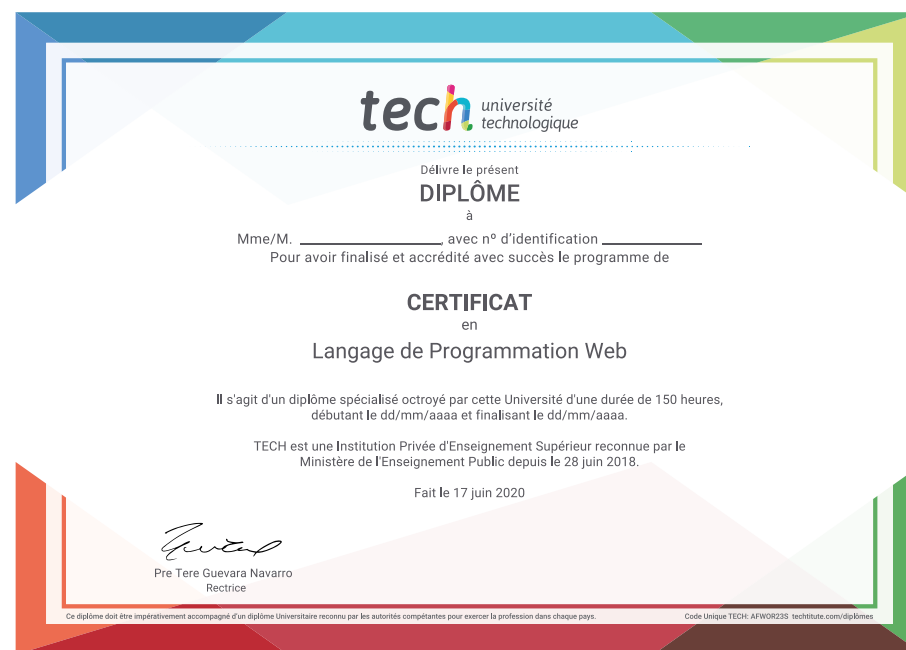 tech université
technologique
Délivre le présent
DIPLÔME
à
Mme/M. ____________________, avec nº d'identification ______________
Pour avoir finalisé et accrédité avec succès le programme de
CERTIFICAT
en
Langage de Programmation Web
Il s'agit d'un diplôme spécialisé octroyé par cette Université d'une durée de 150 heures,
débutant le dd/mm/aaaa et finalisant le dd/mm/aaaa.
TECH est une Institution Privée d'Enseignement Supérieur reconnue par le
Ministère de l'Enseignement Public depuis le 28 juin 2018.
Fait le 17 juin 2020
Pre Tere Guevara Navarro
Rectrice
Ce diplôme doit être impérativement accompagné d'un diplôme Universitaire reconnu par les autorités compétantes pour exercer la profession dans chaque pays.
Code Unique TECH: AFWOR23S techtitute.com/diplômes